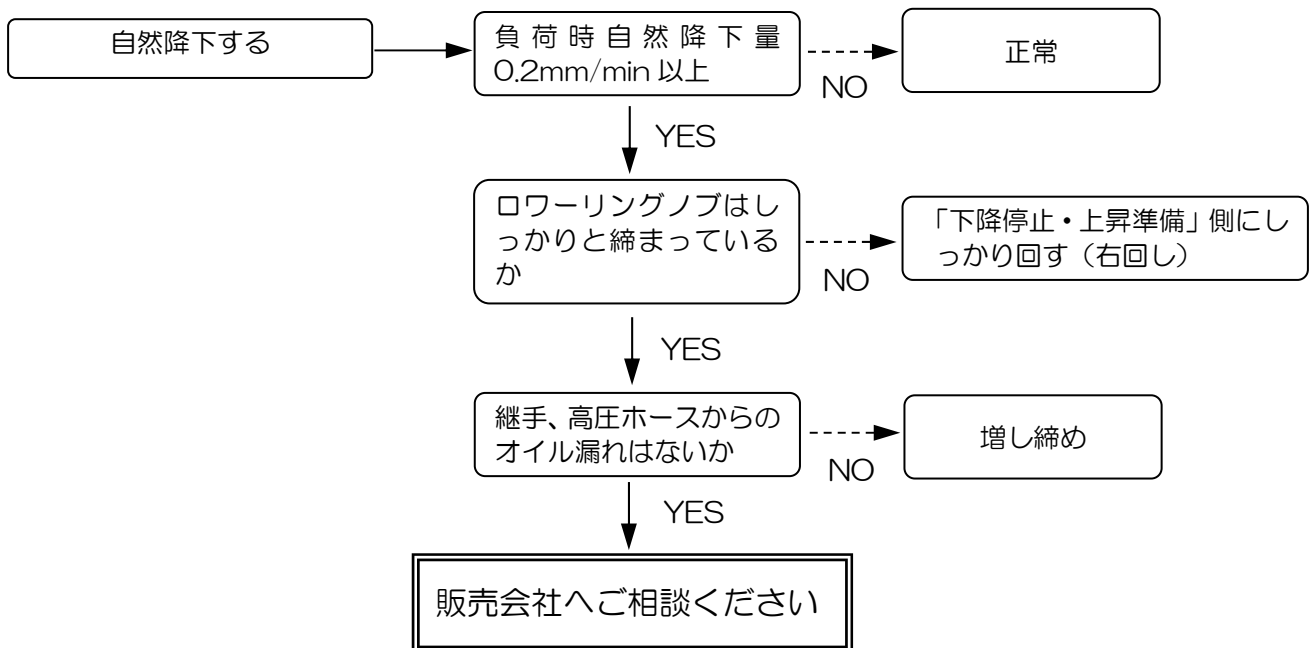 自然降下する
負荷時自然降下量
0.2mm/min 以上
NO
正常
YES
ロワーリングノブはし
っかりと締まっている
か
NO
「下降停止・上昇準備」側にし
っかり回す（右回し）
YES
継手、高圧ホースからの
オイル漏れはないか
NO
増し締め
YES
販売会社へご相談ください